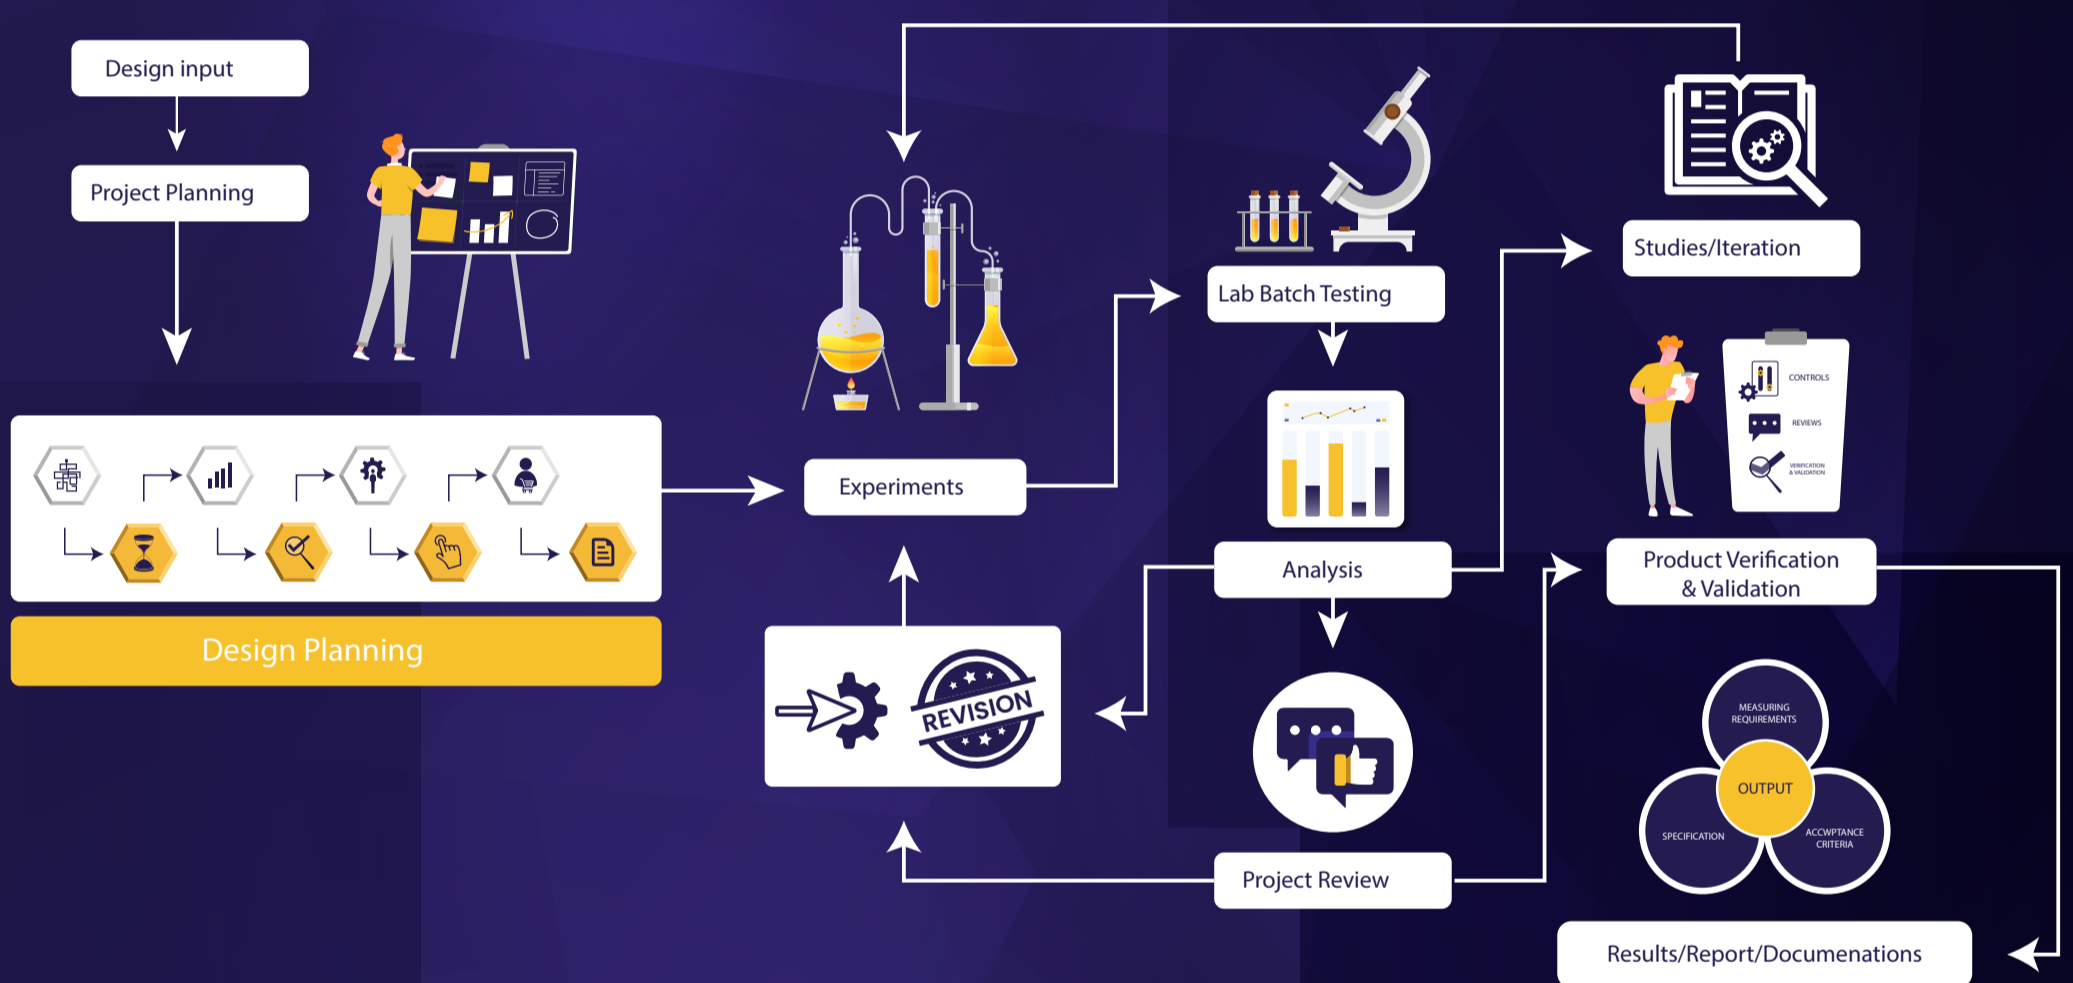 Design input
Project Planning
Design Planning
Experiments
REVISION
Lab Batch Testing
Analysis
Project Review
Studies/Iteration
CONTROLS
REVIEWS
VERIFICATION
& VALIDATION
Product Verification
& Validation
MEASURING
REQUIREMENTS
OUTPUT
SPECIFICATION
ACCWPTANCE
CRITERIA
Results/Report/Documenations